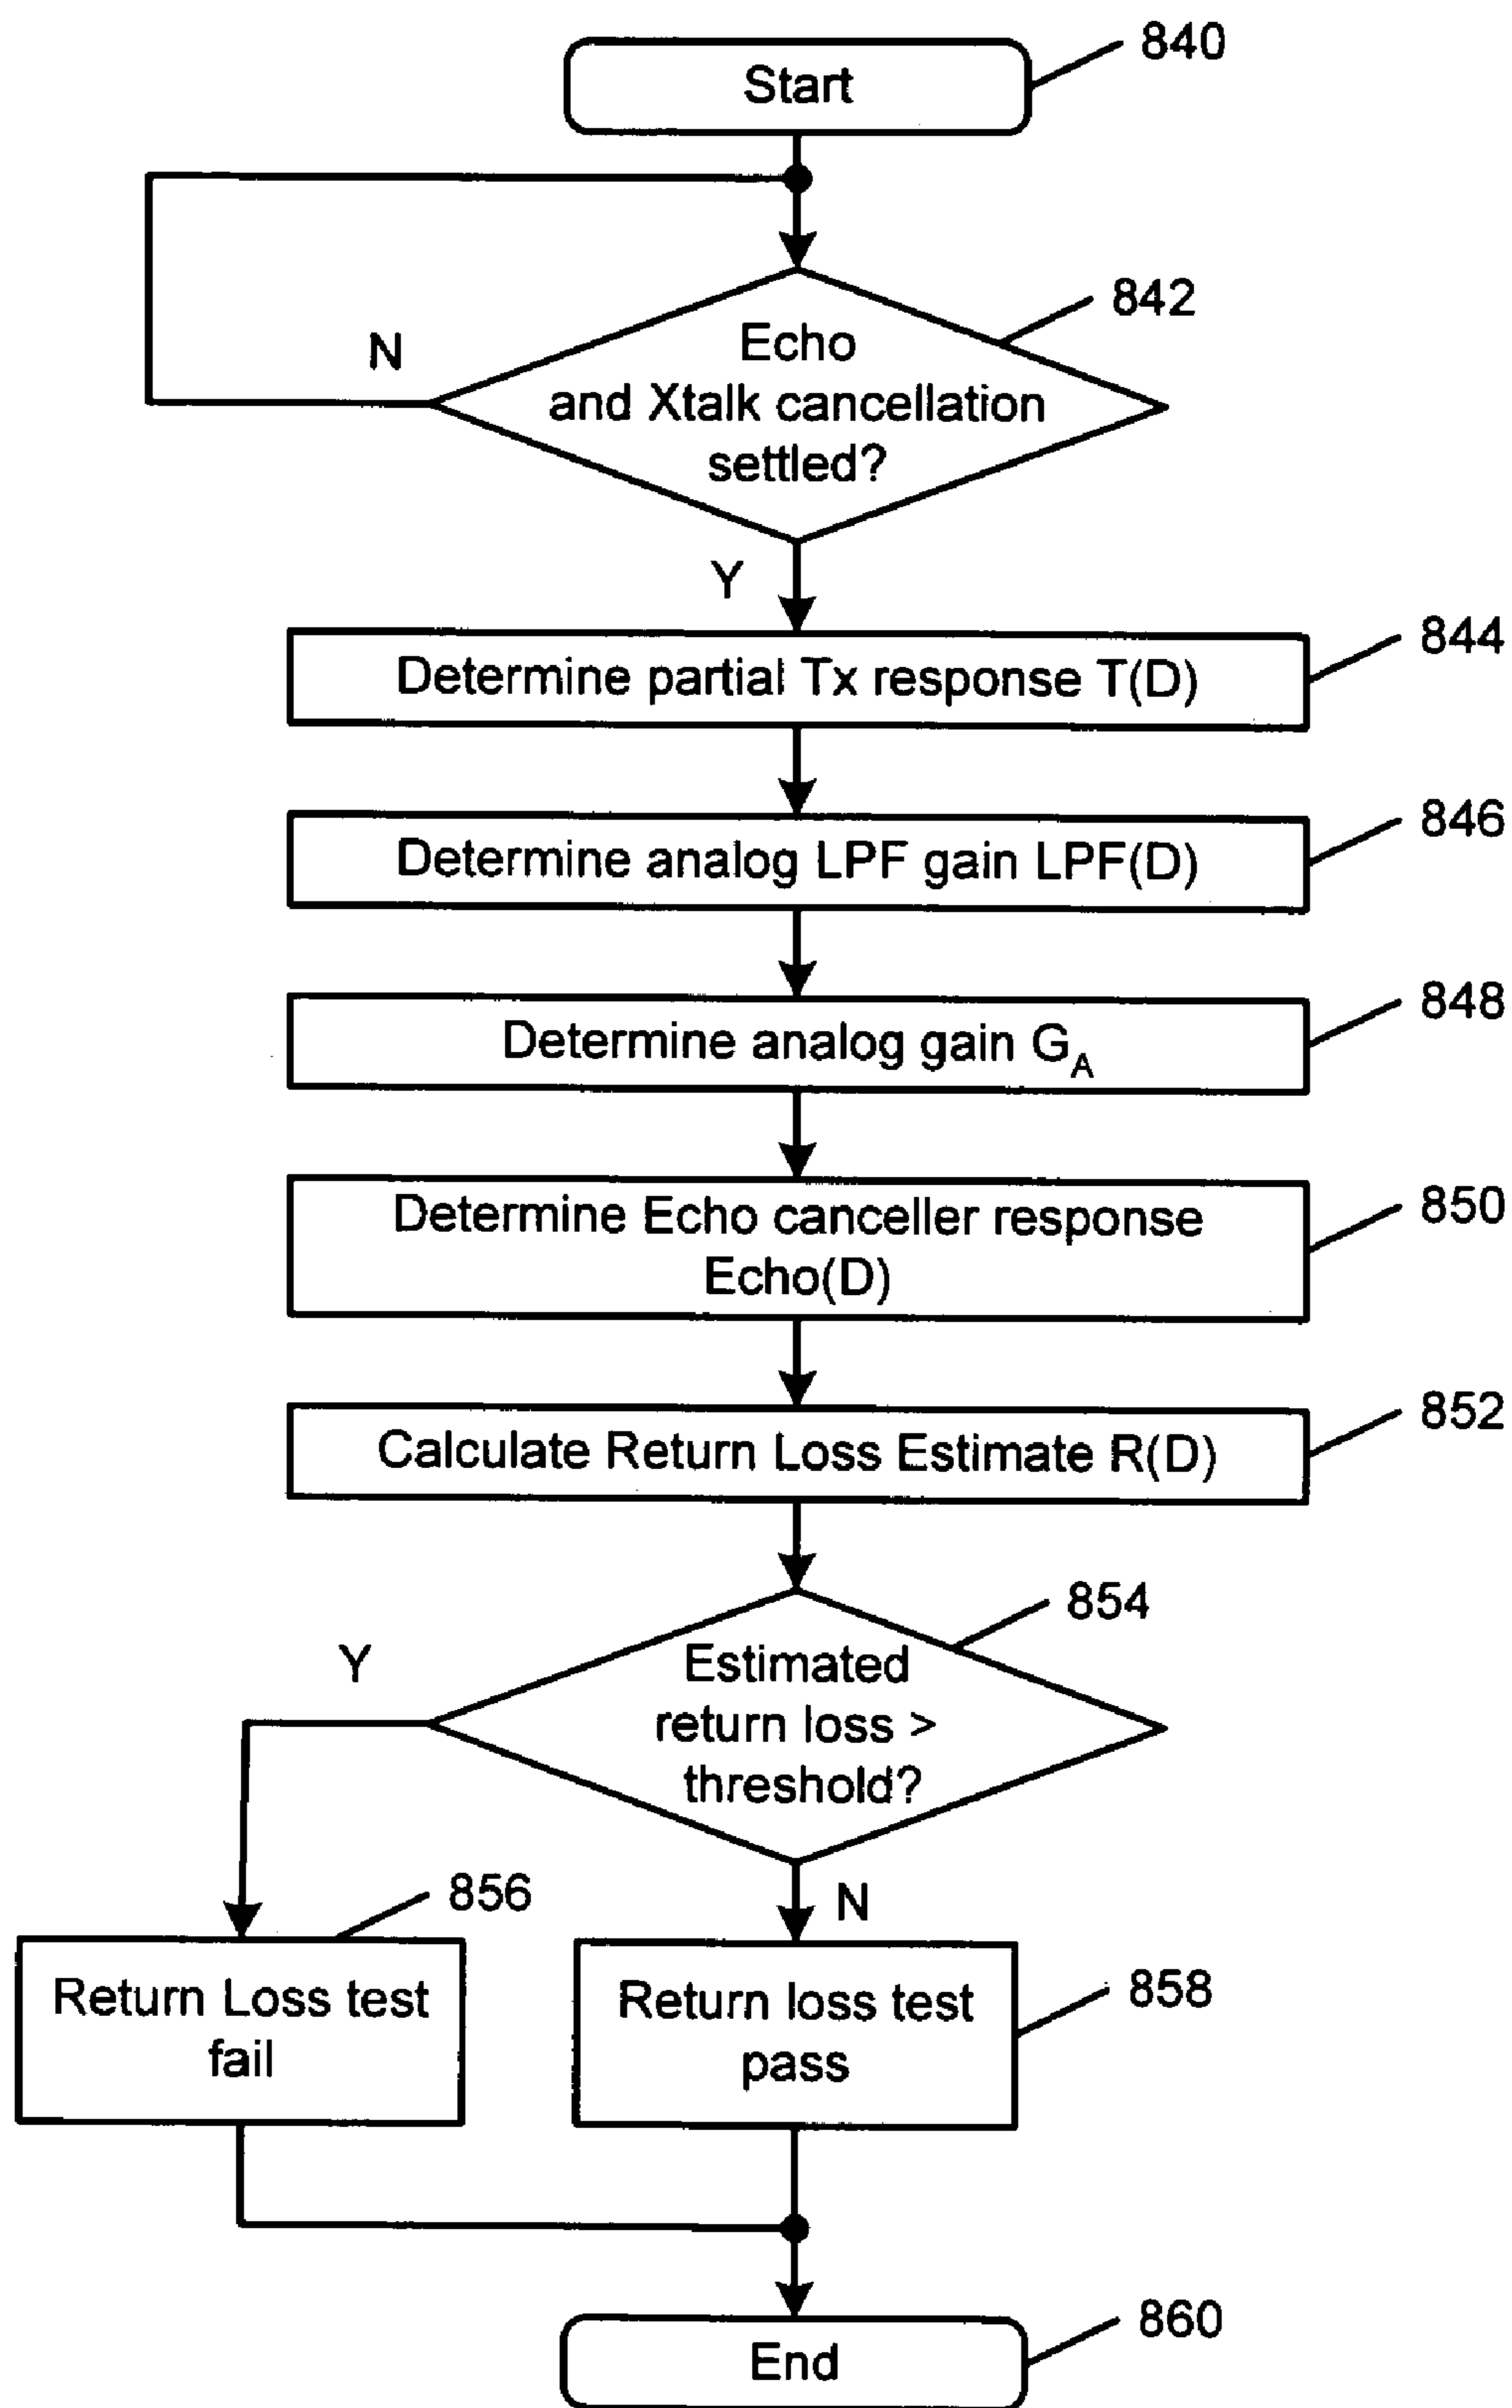 Start
840
Echo
and Xtalk cancellation
settled?
842
N
Y
Determine partial Tx response T(D)
844
Determine analog LPF gain LPF(D)
846
Determine analog gain G_A
848
Determine Echo canceller response
Echo(D)
850
Calculate Return Loss Estimate R(D)
852
Estimated
return loss >
threshold?
854
Y
N
Return Loss test
fail
856
Return loss test
pass
858
End
860